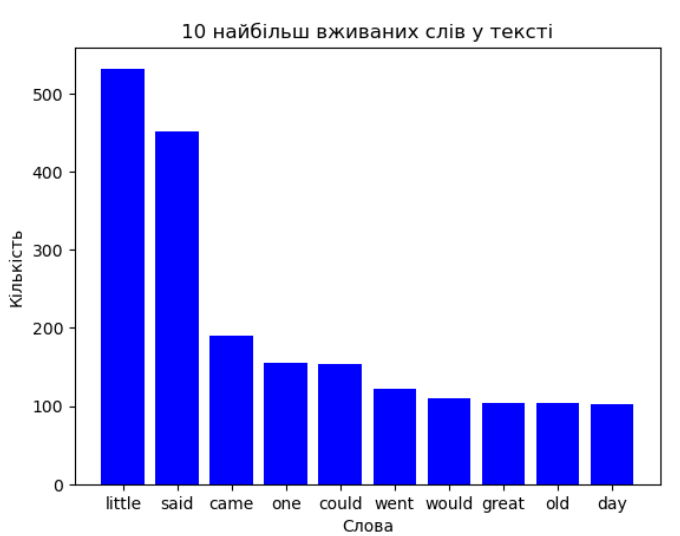 10 найбільш вживаних слів у тексті
Кількість
500
400
300
200
100
0
little said came one could went would great old day
Слова